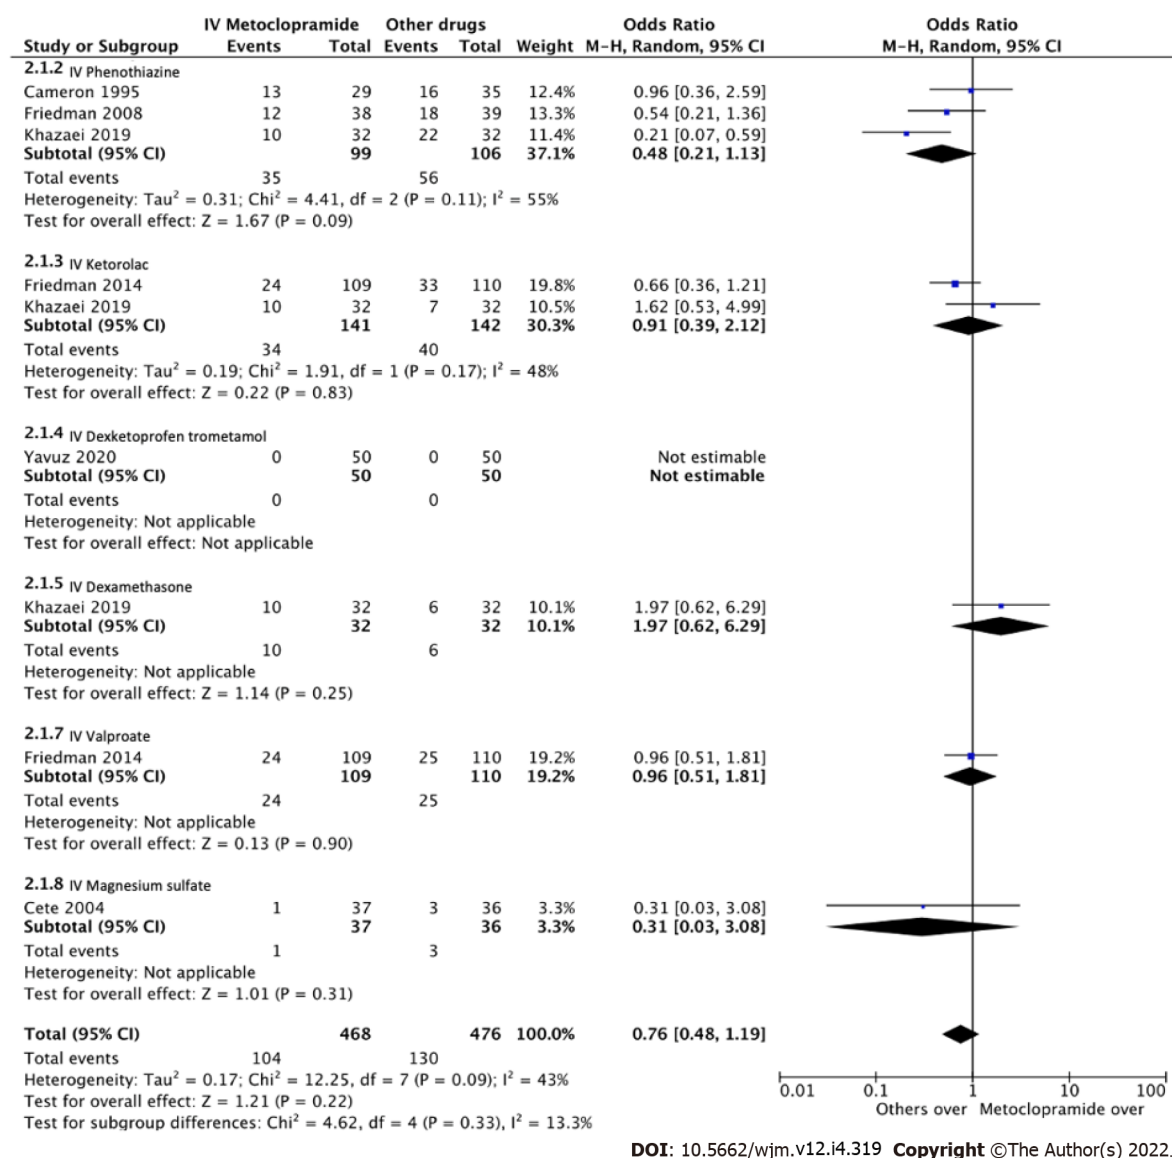 IV Metoclopramide Other drugs Odds Ratio Odds Ratio
Study or Subgroup Events Total Events Total Weight M-H, Random, 95% CI M-H, Random, 95% CI
2.1.2 IV Phenothiazine
Cameron 1995 13 29 16 35 12.4% 0.96 [0.36, 2.59]
Friedman 2008 12 38 18 39 13.3% 0.54 [0.21, 1.36]
Khazaei 2019 10 32 22 32 11.4% 0.21 [0.07, 0.59]
Subtotal (95% CI) 99 106 37.1% 0.48 [0.21, 1.13]
Total events 35 56
Heterogeneity: Tau² = 0.31; Chi² = 4.41, df = 2 (P = 0.11); I² = 55%
Test for overall effect: Z = 1.67 (P = 0.09)
2.1.3 IV Ketorolac
Friedman 2014 24 109 33 110 19.8% 0.66 [0.36, 1.21]
Khazaei 2019 10 32 7 32 10.5% 1.62 [0.53, 4.99]
Subtotal (95% CI) 141 142 30.3% 0.91 [0.39, 2.12]
Total events 34 40
Heterogeneity: Tau² = 0.19; Chi² = 1.91, df = 1 (P = 0.17); I² = 48%
Test for overall effect: Z = 0.22 (P = 0.83)
2.1.4 IV Dexketoprofen trometamol
Yavuz 2020 0 50 0 50 Not estimable
Subtotal (95% CI) 50 50 Not estimable
Total events 0 0
Heterogeneity: Not applicable
Test for overall effect: Not applicable
2.1.5 IV Dexamethasone
Khazaei 2019 10 32 6 32 10.1% 1.97 [0.62, 6.29]
Subtotal (95% CI) 32 32 10.1% 1.97 [0.62, 6.29]
Total events 10 6
Heterogeneity: Not applicable
Test for overall effect: Z = 1.14 (P = 0.25)
2.1.7 IV Valproate
Friedman 2014 24 109 25 110 19.2% 0.96 [0.51, 1.81]
Subtotal (95% CI) 109 110 19.2% 0.96 [0.51, 1.81]
Total events 24 25
Heterogeneity: Not applicable
Test for overall effect: Z = 0.13 (P = 0.90)
2.1.8 IV Magnesium sulfate
Cete 2004 1 37 3 36 3.3% 0.31 [0.03, 3.08]
Subtotal (95% CI) 37 36 3.3% 0.31 [0.03, 3.08]
Total events 1 3
Heterogeneity: Not applicable
Test for overall effect: Z = 1.01 (P = 0.31)
Total (95% CI) 468 476 100.0% 0.76 [0.48, 1.19]
Total events 104 130
Heterogeneity: Tau² = 0.17; Chi² = 12.25, df = 7 (P = 0.09); I² = 43%
Test for overall effect: Z = 1.21 (P = 0.22)
Test for subgroup differences: Chi² = 4.62, df = 4 (P = 0.33), I² = 13.3%
0.01 0.1 1 10 100
Others over Metoclopramide over
DOI: 10.5662/wjm.v12.i4.319 Copyright ©The Author(s) 2022.